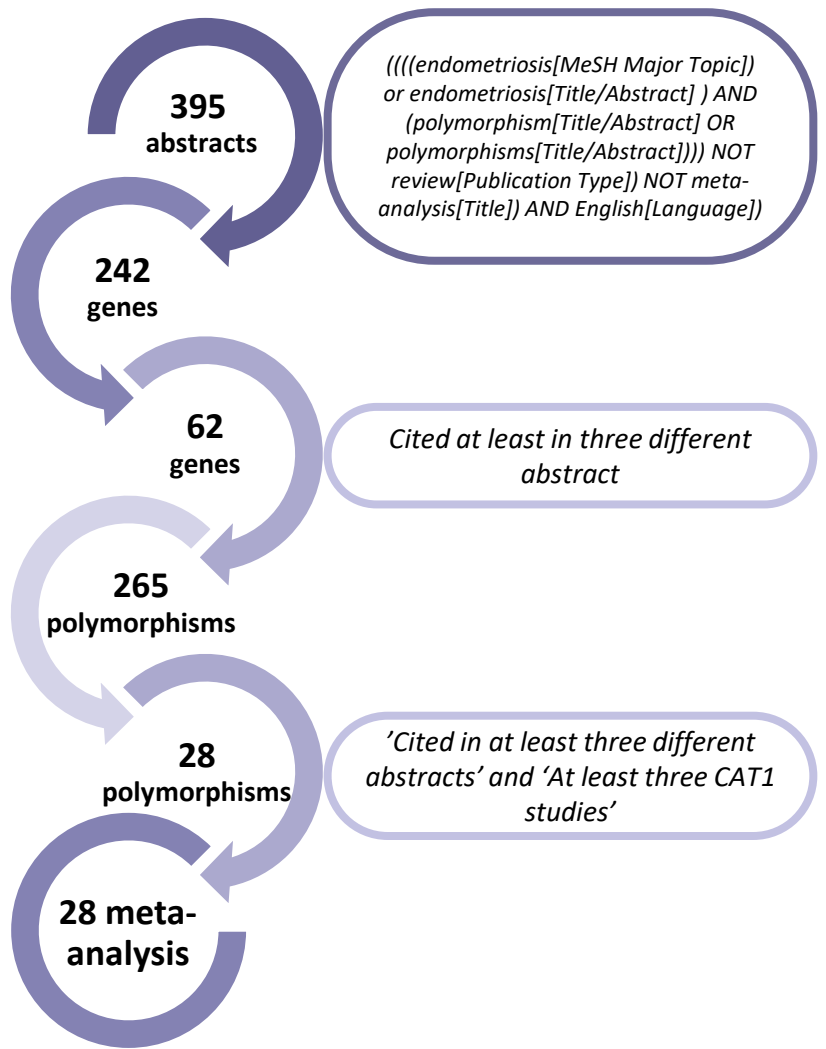 395
abstracts
((((endometriosis[MeSH Major Topic])
or endometriosis[Title/Abstract] ) AND
(polymorphism[Title/Abstract] OR
polymorphisms[Title/Abstract]))) NOT
review[Publication Type]) NOT meta-
analysis[Title]) AND English[Language])
242
genes
62
genes
Cited at least in three different
abstract
265
polymorphisms
28
polymorphisms
’Cited in at least three different
abstracts’ and ‘At least three CAT1
studies’
28 meta-
analysis